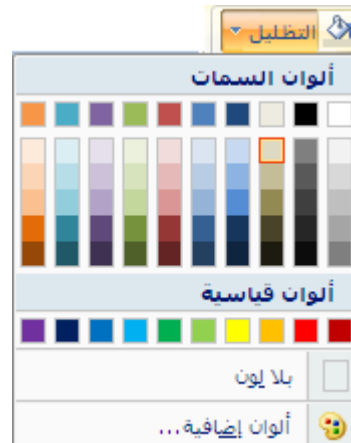 التظليل
ألوان السمات
ألوان قياسية
بلا لون
ألوان إضافية...